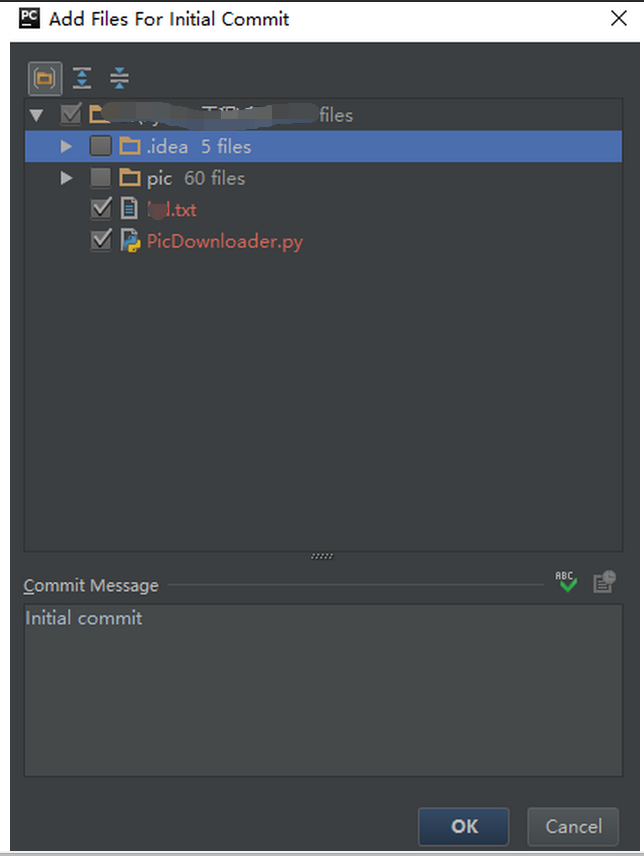 PC Add Files For Initial Commit
files
.idea 5 files
pic 60 files
.txt
PicDownloader.py
Commit Message
ABC
Initial commit
OK Cancel